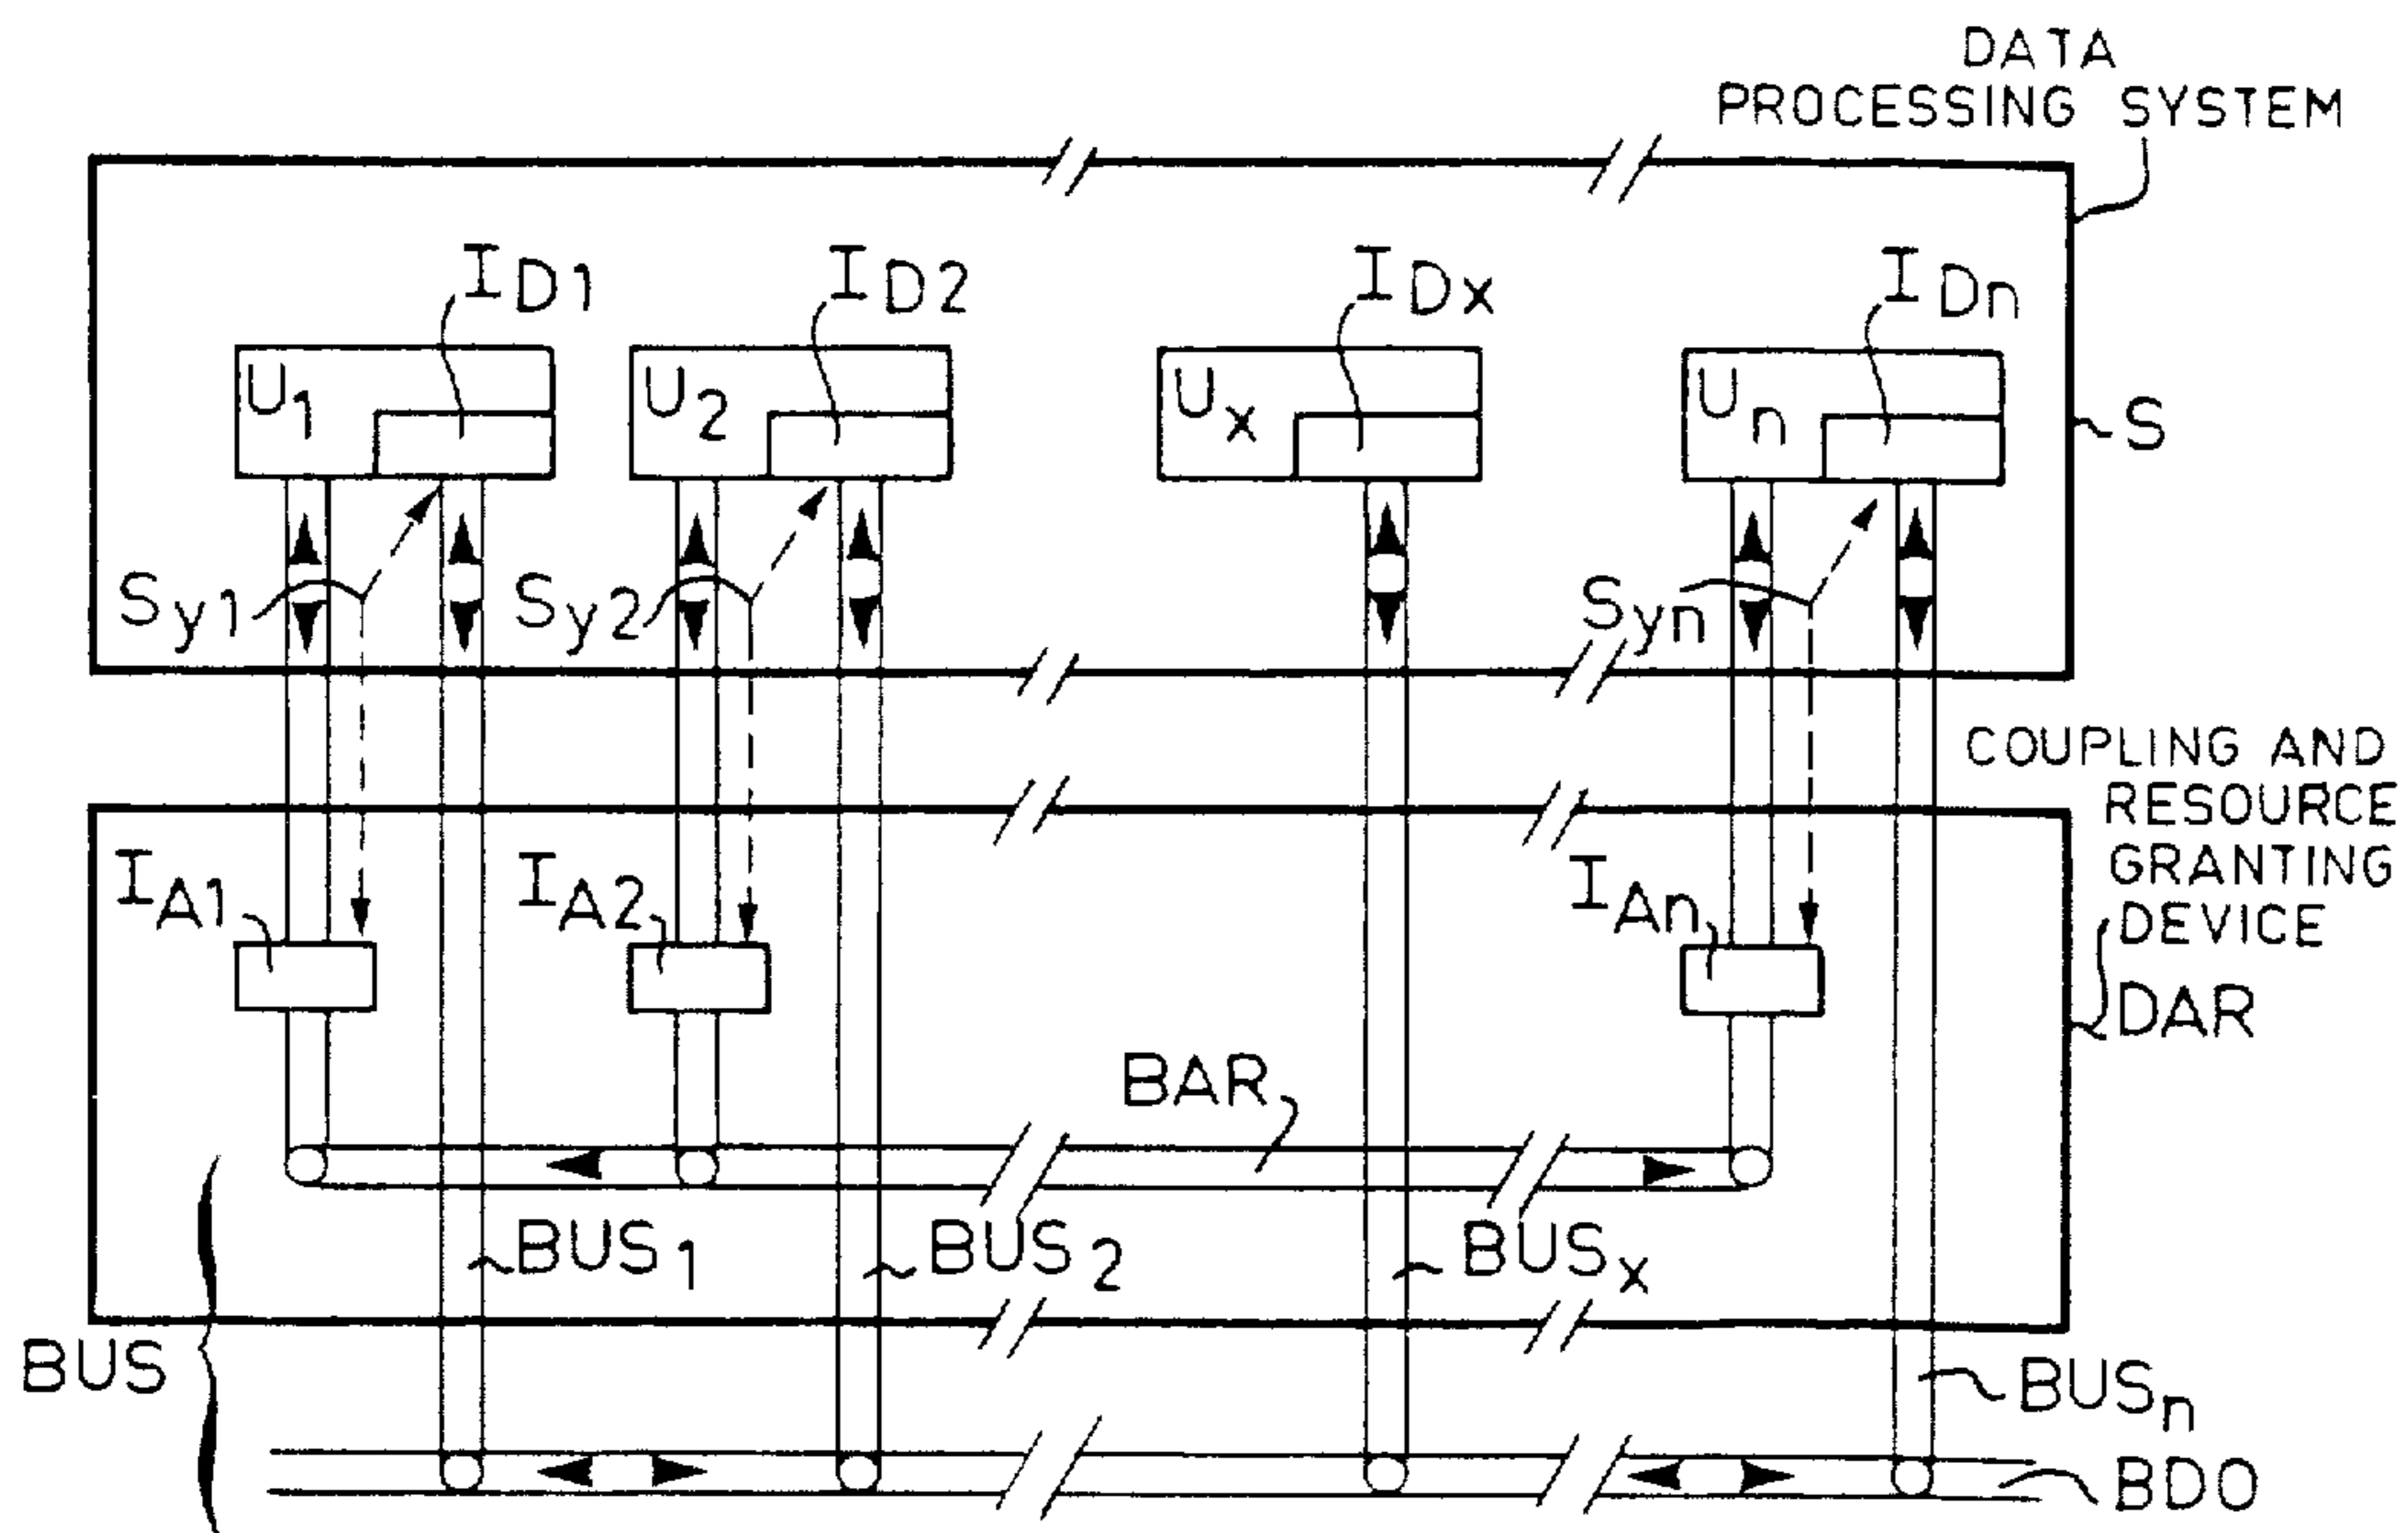 DATA
PROCESSING SYSTEM
ID1 ID2 IDx IDn
U1 U2 Ux Un
S
Sy1 Sy2 Syn
COUPLING AND
RESOURCE
GRANTING
DEVICE
IA1 IA2 IAn
DAR
BAR
BUS1 BUS2 BUSx
BUS
BUSn
BDO